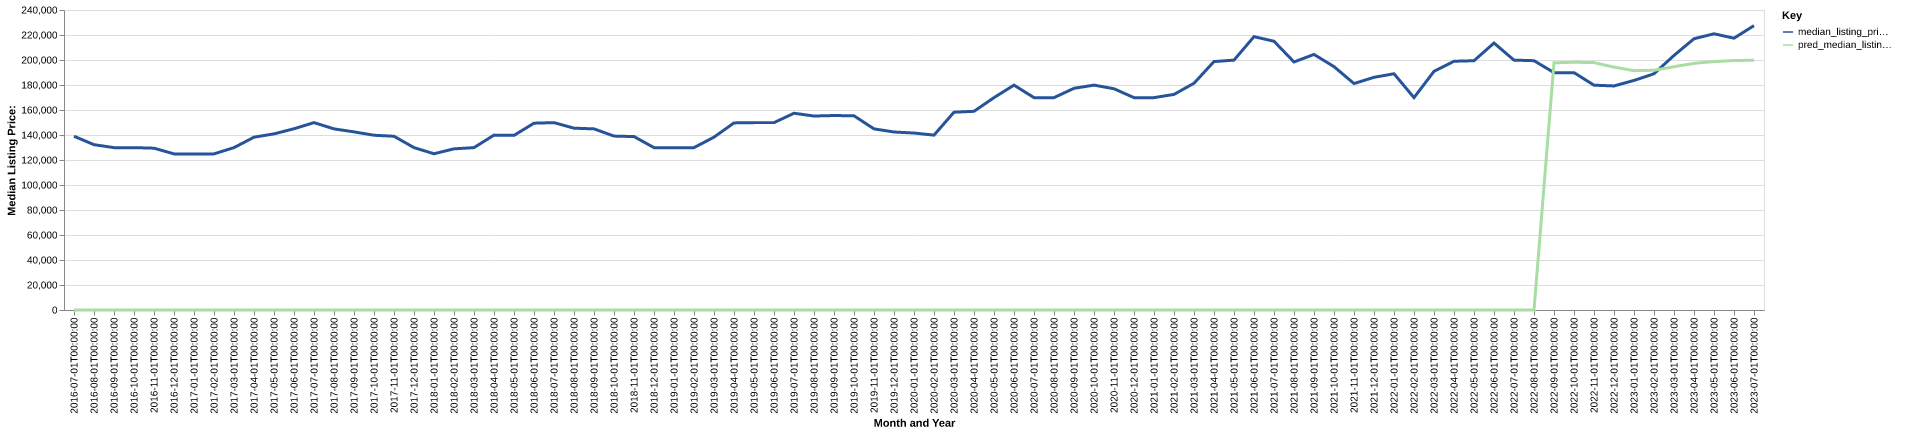 240,000
220,000
200,000
180,000
160,000
140,000
120,000
100,000
80,000
60,000
40,000
20,000
0
Median Listing Price:
2016-07-01T00:00:00
2016-08-01T00:00:00
2016-09-01T00:00:00
2016-10-01T00:00:00
2016-11-01T00:00:00
2016-12-01T00:00:00
2017-01-01T00:00:00
2017-02-01T00:00:00
2017-03-01T00:00:00
2017-04-01T00:00:00
2017-05-01T00:00:00
2017-06-01T00:00:00
2017-07-01T00:00:00
2017-08-01T00:00:00
2017-09-01T00:00:00
2017-10-01T00:00:00
2017-11-01T00:00:00
2017-12-01T00:00:00
2018-01-01T00:00:00
2018-02-01T00:00:00
2018-03-01T00:00:00
2018-04-01T00:00:00
2018-05-01T00:00:00
2018-06-01T00:00:00
2018-07-01T00:00:00
2018-08-01T00:00:00
2018-09-01T00:00:00
2018-10-01T00:00:00
2018-11-01T00:00:00
2018-12-01T00:00:00
2019-01-01T00:00:00
2019-02-01T00:00:00
2019-03-01T00:00:00
2019-04-01T00:00:00
2019-05-01T00:00:00
2019-06-01T00:00:00
2019-07-01T00:00:00
2019-08-01T00:00:00
2019-09-01T00:00:00
2019-10-01T00:00:00
2019-11-01T00:00:00
2019-12-01T00:00:00
2020-01-01T00:00:00
2020-02-01T00:00:00
2020-03-01T00:00:00
2020-04-01T00:00:00
2020-05-01T00:00:00
2020-06-01T00:00:00
2020-07-01T00:00:00
2020-08-01T00:00:00
2020-09-01T00:00:00
2020-10-01T00:00:00
2020-11-01T00:00:00
2020-12-01T00:00:00
2021-01-01T00:00:00
2021-02-01T00:00:00
2021-03-01T00:00:00
2021-04-01T00:00:00
2021-05-01T00:00:00
2021-06-01T00:00:00
2021-07-01T00:00:00
2021-08-01T00:00:00
2021-09-01T00:00:00
2021-10-01T00:00:00
2021-11-01T00:00:00
2021-12-01T00:00:00
2022-01-01T00:00:00
2022-02-01T00:00:00
2022-03-01T00:00:00
2022-04-01T00:00:00
2022-05-01T00:00:00
2022-06-01T00:00:00
2022-07-01T00:00:00
2022-08-01T00:00:00
2022-09-01T00:00:00
2022-10-01T00:00:00
2022-11-01T00:00:00
2022-12-01T00:00:00
2023-01-01T00:00:00
2023-02-01T00:00:00
2023-03-01T00:00:00
2023-04-01T00:00:00
2023-05-01T00:00:00
2023-06-01T00:00:00
2023-07-01T00:00:00
Month and Year
Key
median_listing_pri…
pred_median_listin…